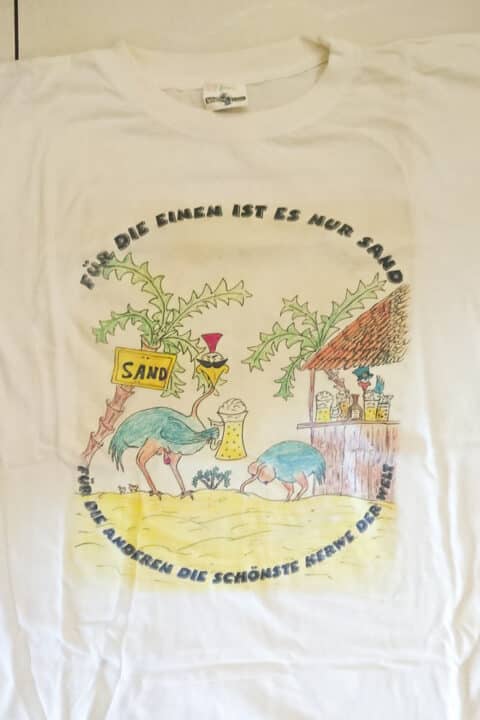 FÜR DIE EINEN IST ES NUR SAND
SAND
FÜR DIE ANDEREN DIE SCHÖNSTE KERWE DER WELT